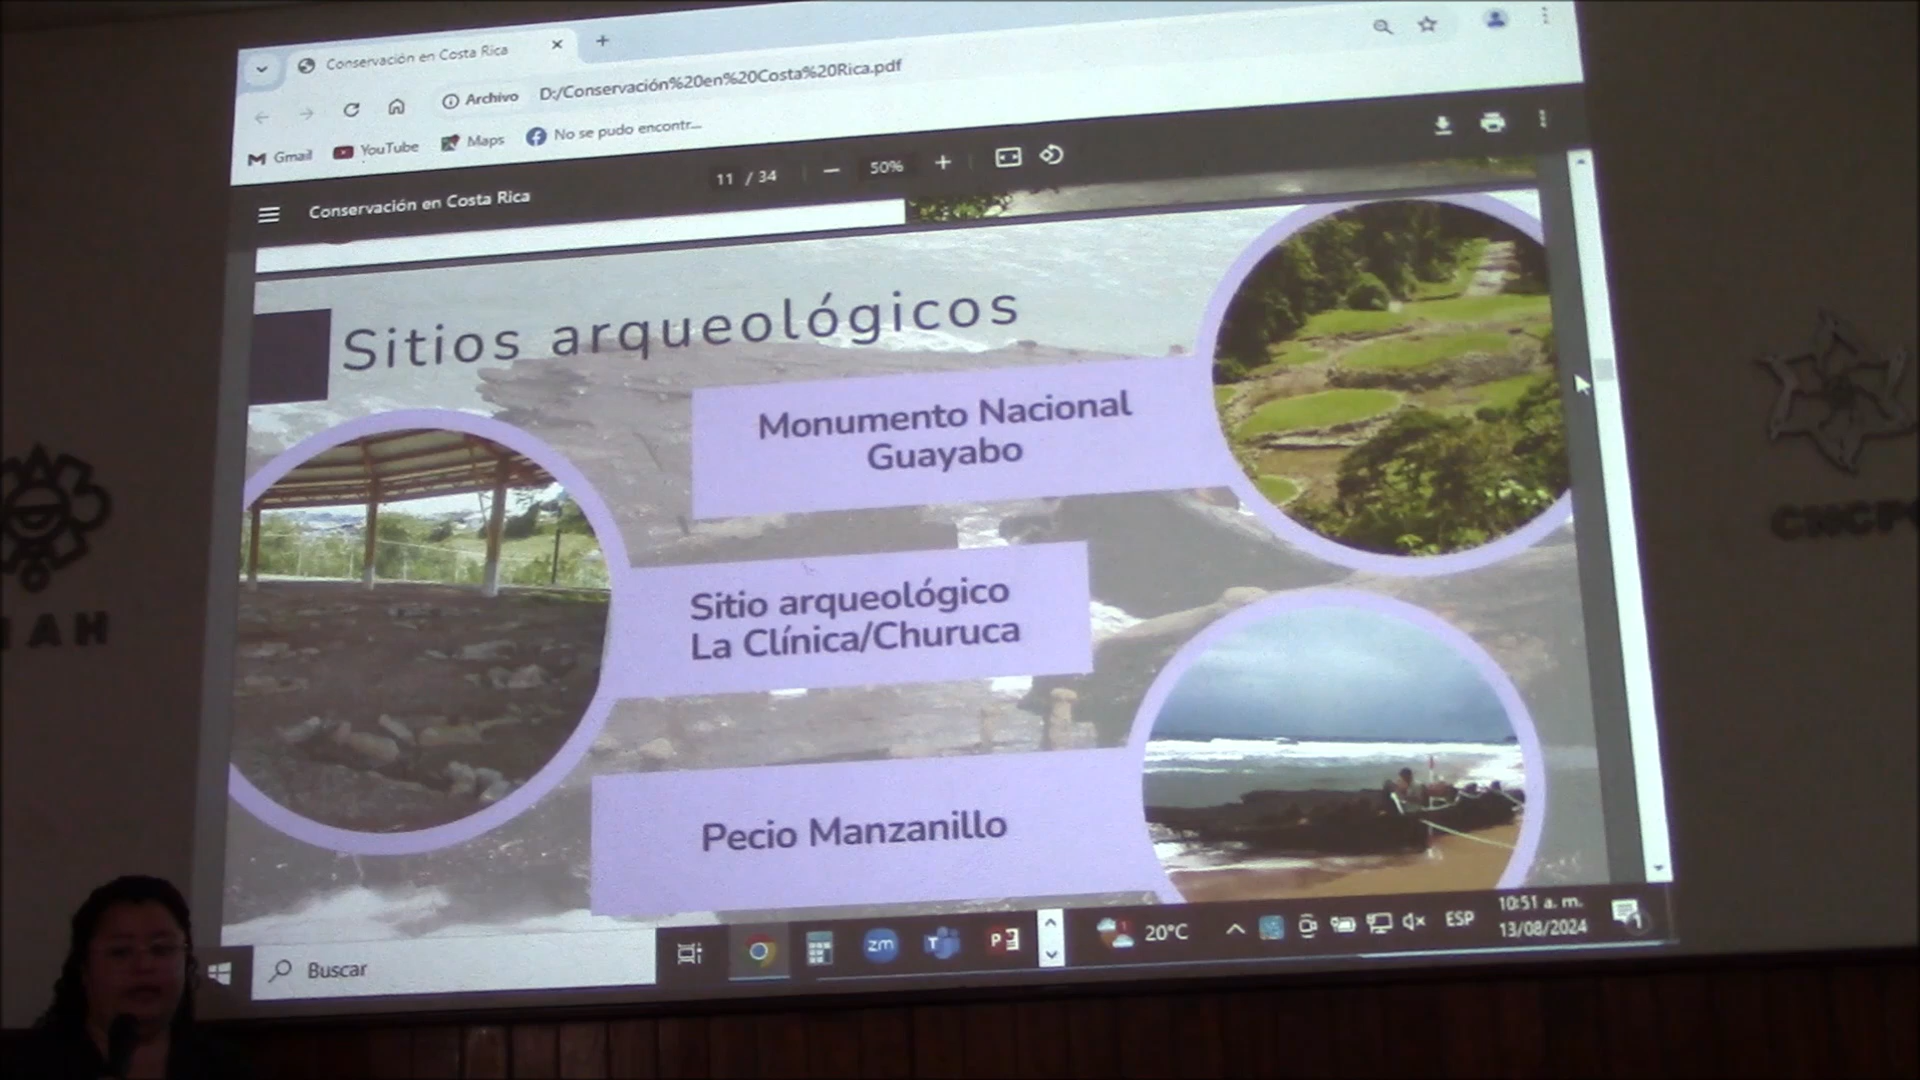 Conservación en Costa Rica
Archivo D:/Conservación%20en%20Costa%20Rica.pdf
Gmail YouTube Maps No se pudo encontr...
Conservación en Costa Rica 11 / 34 50%
Sitios arqueológicos
Monumento Nacional
Guayabo
Sitio arqueológico
La Clínica/Churuca
Pecio Manzanillo
Buscar
zm
20°C
ESP
10:51 a. m.
13/08/2024
1